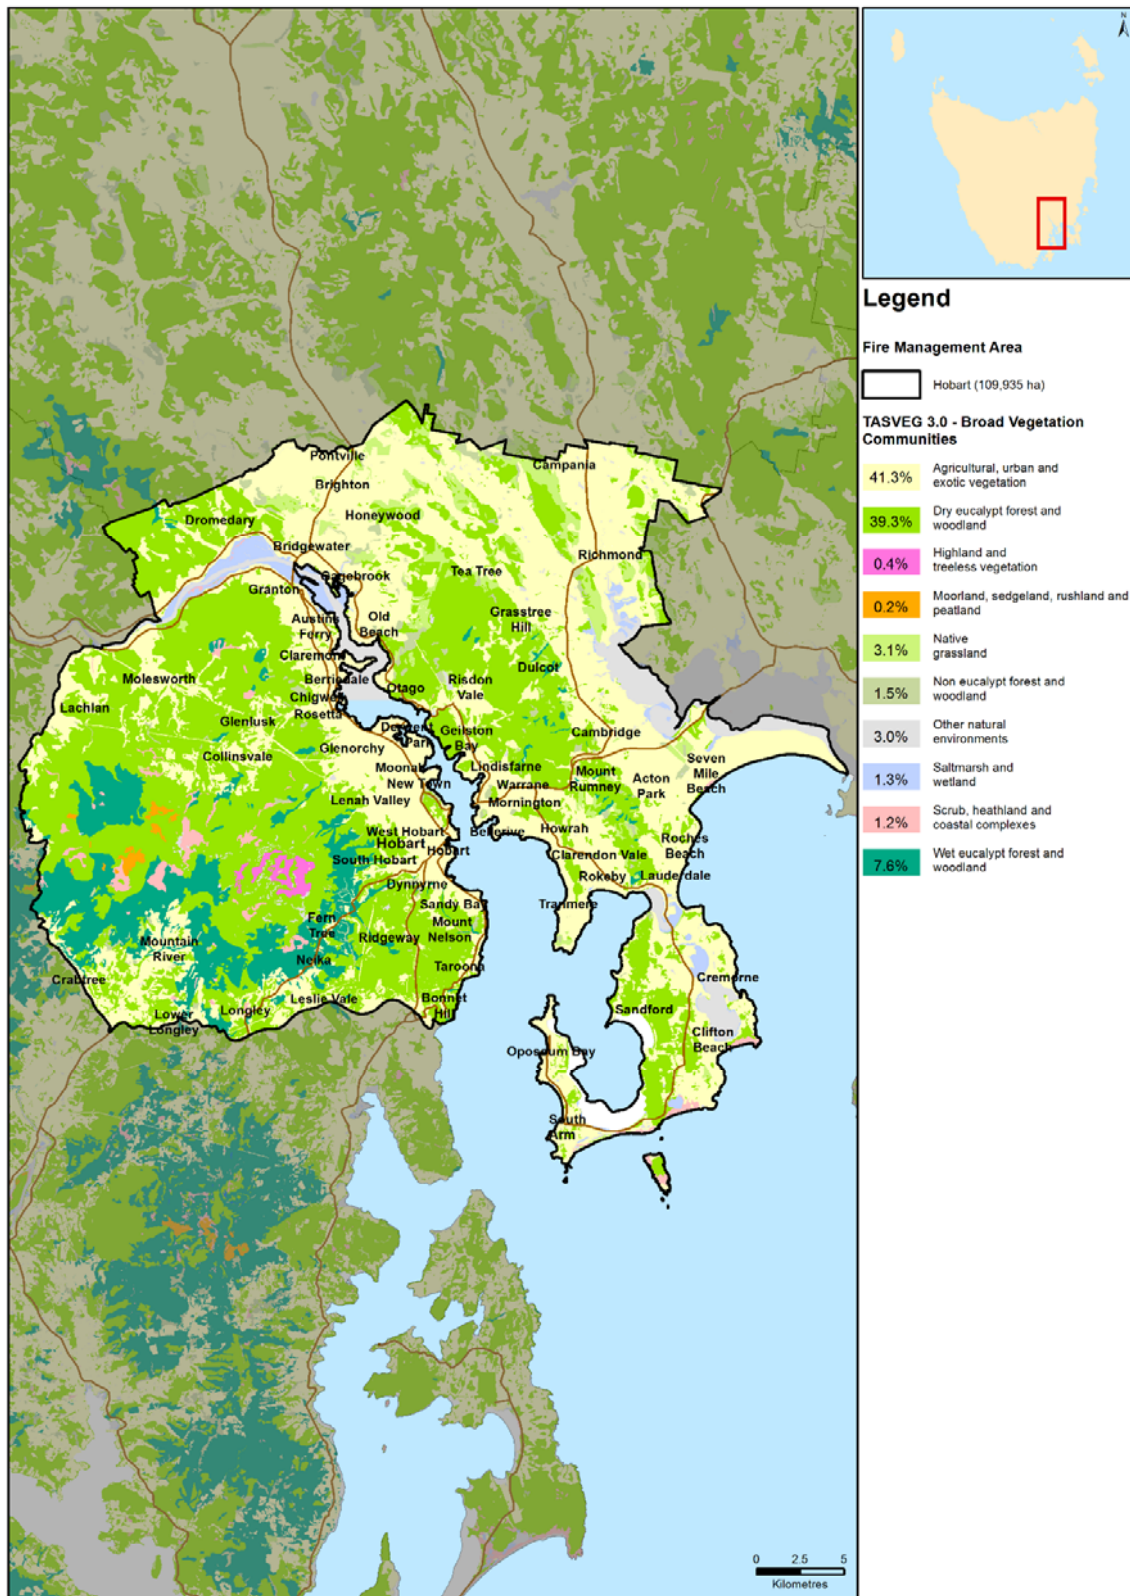 N
Legend
Fire Management Area
Hobart (109,935 ha)
TASVEG 3.0 - Broad Vegetation
Communities
41.3%
Agricultural, urban and
exotic vegetation
39.3%
Dry eucalypt forest and
woodland
0.4%
Highland and
treeless vegetation
0.2%
Moorland, sedgeland, rushland and
peatland
3.1%
Native
grassland
1.5%
Non eucalypt forest and
woodland
3.0%
Other natural
environments
1.3%
Saltmarsh and
wetland
1.2%
Scrub, heathland and
coastal complexes
7.6%
Wet eucalypt forest and
woodland
Pontville
Campania
Brighton
Honeywood
Dromedary
Bridgewater
Richmond
Gagebrook
Tea Tree
Granton
Old
Beach
Grasstree
Hill
Austins
Ferry
Claremont
Dulcot
Molesworth
Berriedale
Risdon
Vale
Otago
Chigwell
Lachlan
Rosetta
Glenlusk
Derwent
Park
Geilston
Bay
Cambridge
Glenorchy
Collinsvale
Moonah
Lindisfarne
Seven
Mile
Beach
Mount
Rumney
Acton
Park
New Town
Warrane
Lenah Valley
Mornington
West Hobart
Bellerive
Howrah
Hobart
Hobart
Roches
Beach
South Hobart
Clarendon Vale
Rokeby
Lauderdale
Dynnyrne
Sandy Bay
Tranmere
Fern
Tree
Mount
Nelson
Ridgeway
Mountain
River
Neika
Taroona
Crabtree
Cremorne
Leslie Vale
Bonnet
Hill
Longley
Sandford
Lower
Longley
Clifton
Beach
Opossum Bay
South
Arm
0 2.5 5
Kilometres